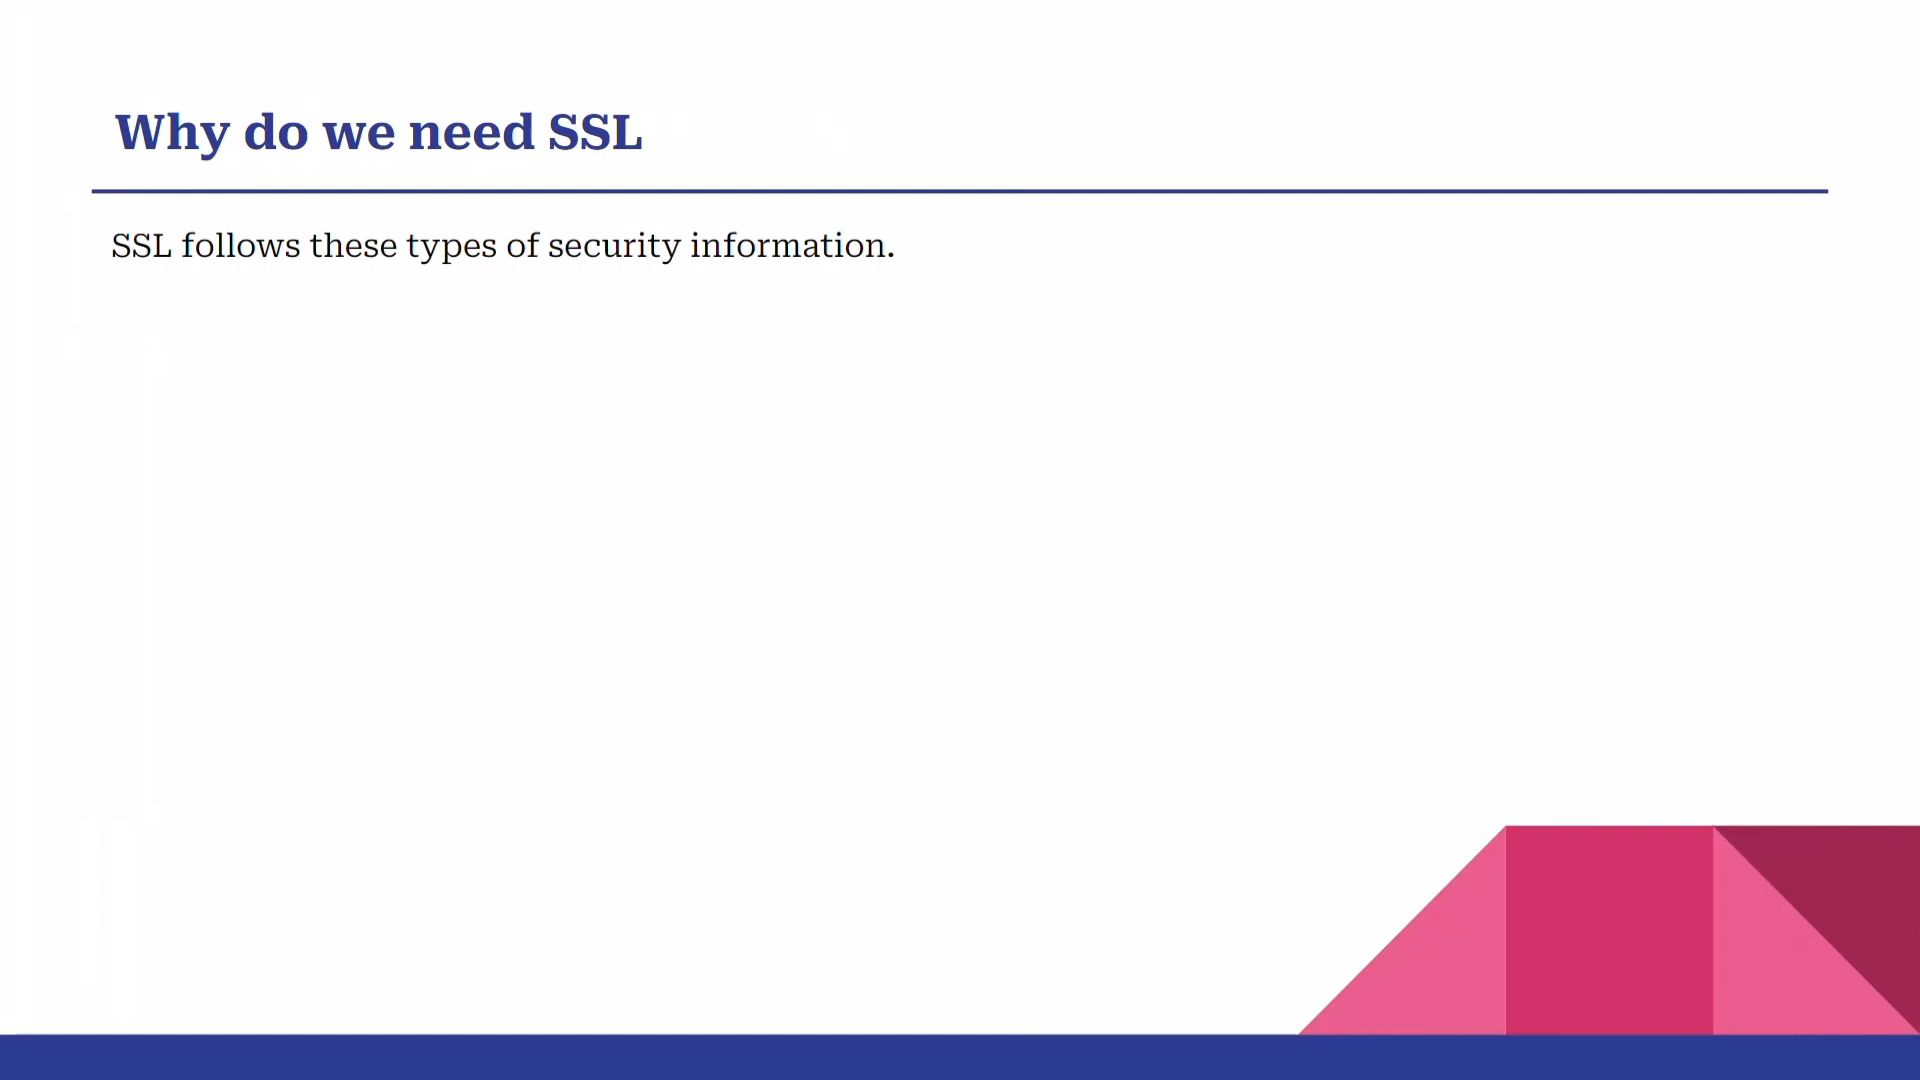 Why do we need SSL
SSL follows these types of security information.